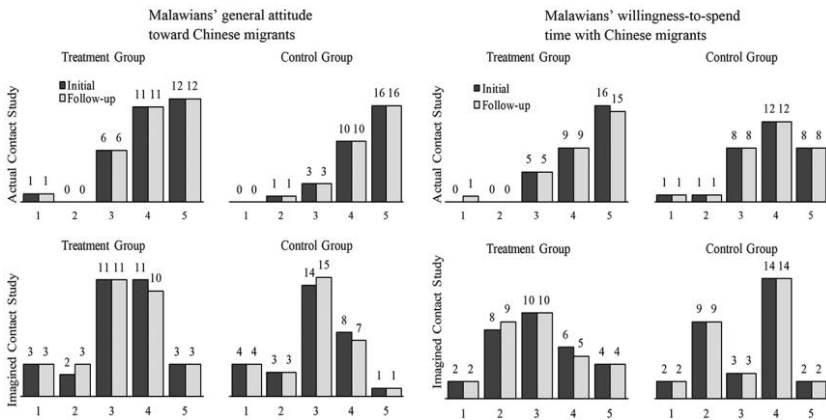 Malawians' general attitude
toward Chinese migrants
Malawians' willingness-to-spend
time with Chinese migrants
Treatment Group
Control Group
Treatment Group
Control Group
Actual Contact Study
Initial
Follow-up
1 1 0 0 6 6 11 11 12 12
1 2 3 4 5
0 0 1 1 3 3 10 10 16 16
1 2 3 4 5
Actual Contact Study
Initial
Follow-up
0 1 0 0 5 5 9 9 16 15
1 2 3 4 5
1 1 1 1 8 8 12 12 8 8
1 2 3 4 5
Treatment Group
Control Group
Treatment Group
Control Group
Imagined Contact Study
3 3 2 3 11 11 11 10 3 3
1 2 3 4 5
4 4 3 3 14 15 8 7 1 1
1 2 3 4 5
Imagined Contact Study
2 2 8 9 10 10 6 5 4 4
1 2 3 4 5
2 2 9 9 3 3 14 14 2 2
1 2 3 4 5